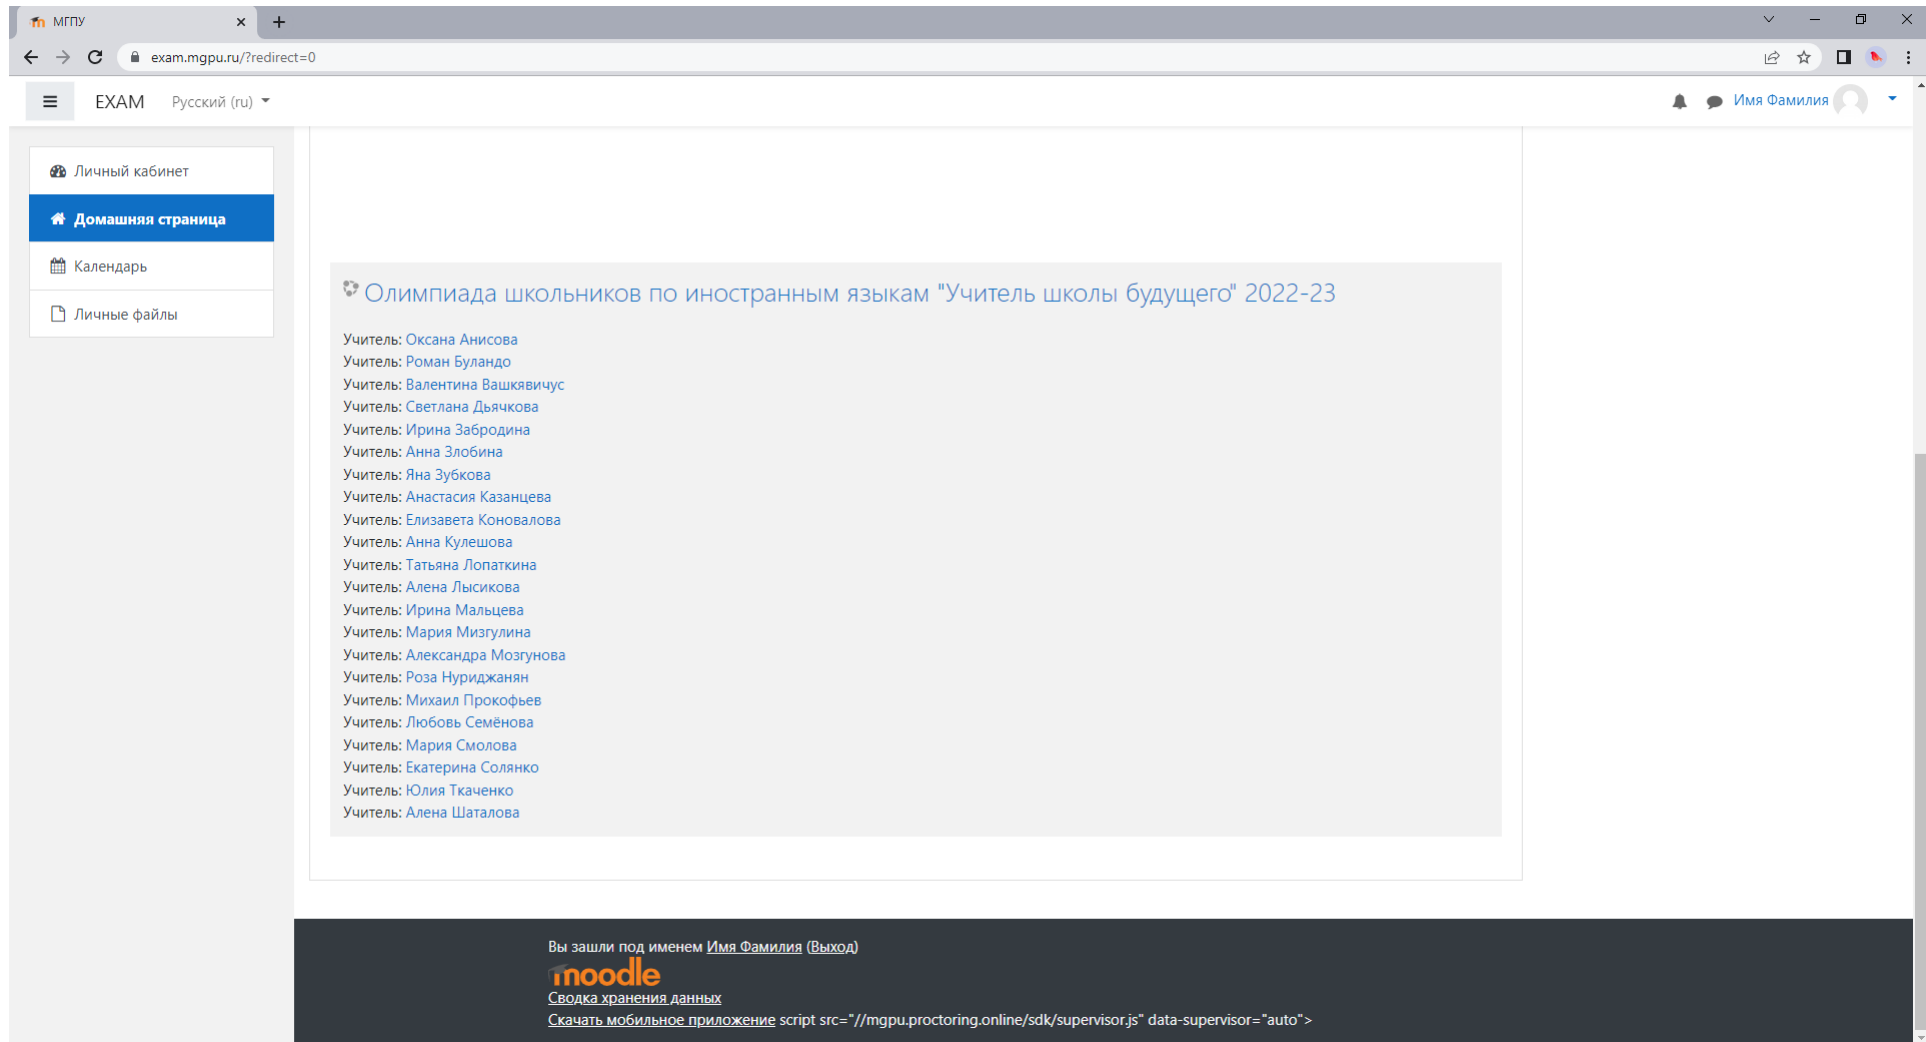 МГПУ
exam.mgpu.ru/?redirect=0
EXAM Русский (ru)
Имя Фамилия
Личный кабинет
Домашняя страница
Календарь
Личные файлы
Олимпиада школьников по иностранным языкам "Учитель школы будущего" 2022-23
Учитель: Оксана Анисова
Учитель: Роман Буландо
Учитель: Валентина Вашкявичус
Учитель: Светлана Дьячкова
Учитель: Ирина Забродина
Учитель: Анна Злобина
Учитель: Яна Зубкова
Учитель: Анастасия Казанцева
Учитель: Елизавета Коновалова
Учитель: Анна Кулешова
Учитель: Татьяна Лопаткина
Учитель: Алена Лысикова
Учитель: Ирина Мальцева
Учитель: Мария Мизгулина
Учитель: Александра Мозгунова
Учитель: Роза Нуриджанян
Учитель: Михаил Прокофьев
Учитель: Любовь Семёнова
Учитель: Мария Смолова
Учитель: Екатерина Солянко
Учитель: Юлия Ткаченко
Учитель: Алена Шаталова
Вы зашли под именем Имя Фамилия (Выход)
moodle
Сводка хранения данных
Скачать мобильное приложение script src="//mgpu.proctoring.online/sdk/supervisor.js" data-supervisor="auto">